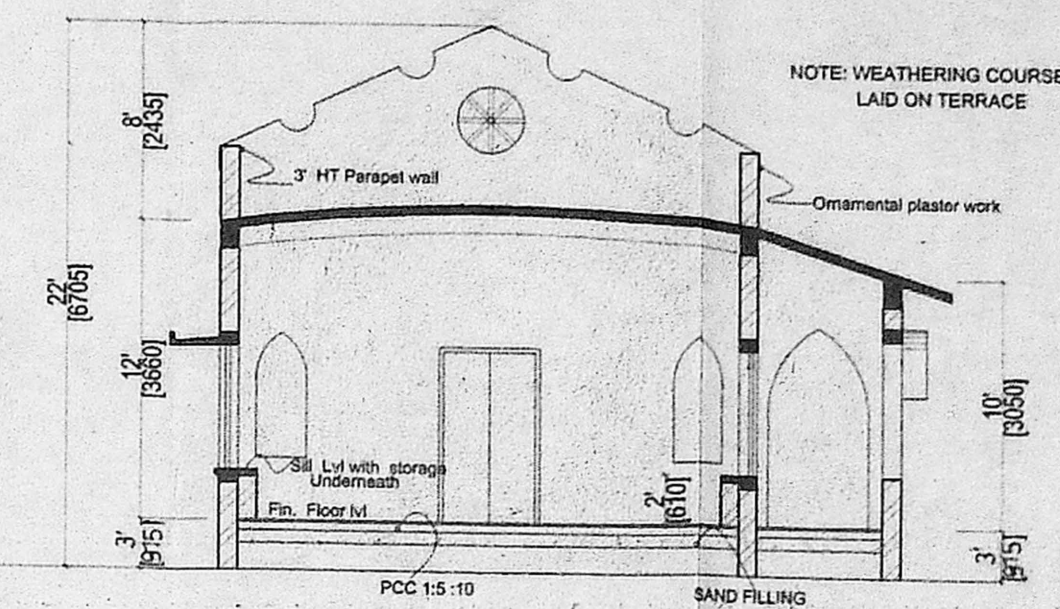 NOTE: WEATHERING COURSE
LAID ON TERRACE
8'
[2435]
3' HT Parapet wall
Ornamental plaster work
22'
[6705]
12'
[3660]
10'
[3050]
Sill Lvl with storage
Underneath
2'
[610]
Fin. Floor lvl
3'
[915]
3'
[915]
PCC 1:5 :10
SAND FILLING